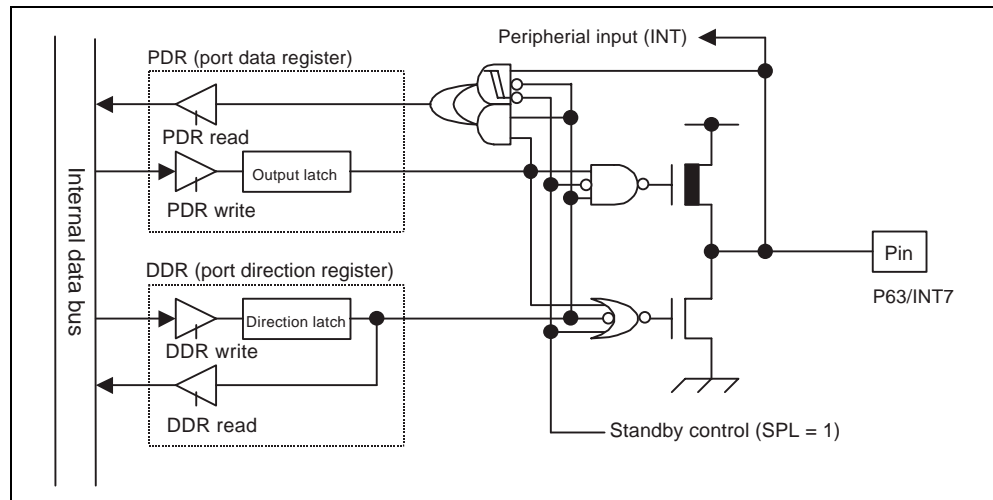 Peripherial input (INT)
PDR (port data register)
PDR read
Output latch
PDR write
Internal data bus
Pin
P63/INT7
DDR (port direction register)
Direction latch
DDR write
DDR read
Standby control (SPL = 1)